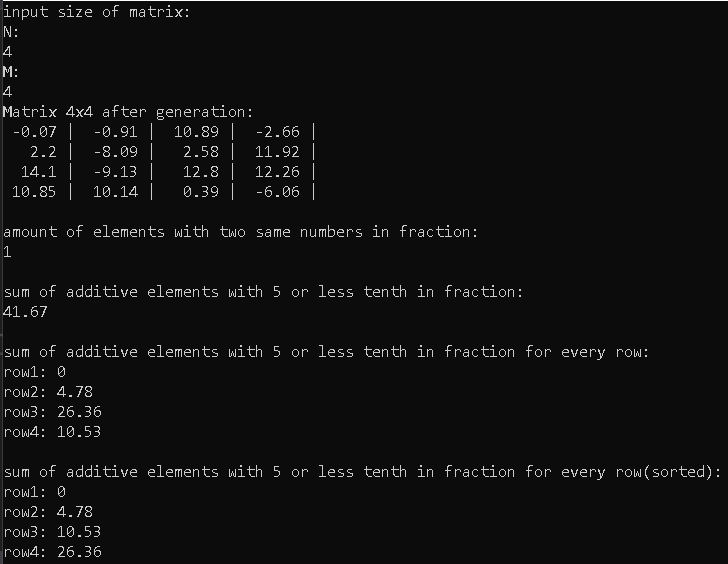 input size of matrix:
N:
4
M:
4
Matrix 4x4 after generation:
-0.07 | -0.91 | 10.89 | -2.66 |
2.2 | -8.09 | 2.58 | 11.92 |
14.1 | -9.13 | 12.8 | 12.26 |
10.85 | 10.14 | 0.39 | -6.06 |
amount of elements with two same numbers in fraction:
1
sum of additive elements with 5 or less tenth in fraction:
41.67
sum of additive elements with 5 or less tenth in fraction for every row:
row1: 0
row2: 4.78
row3: 26.36
row4: 10.53
sum of additive elements with 5 or less tenth in fraction for every row(sorted):
row1: 0
row2: 4.78
row3: 10.53
row4: 26.36